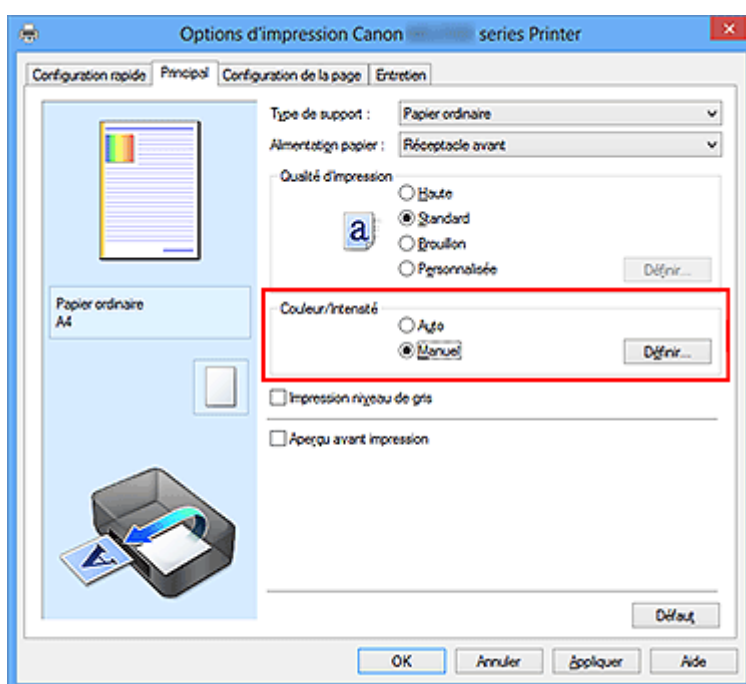 Options d'impression Canon series Printer
Configuration rapide Principal Configuration de la page Entretien
Type de support : Papier ordinaire
Alimentation papier : Réceptacle avant
Qualité d'impression
Haute
Standard
a
Brouillon
Personnalisée Définir...
Papier ordinaire
A4
Couleur/Intensité
Auto
Manuel Définir...
Impression niveau de gris
Aperçu avant impression
A
Défaut
OK Annuler Appliquer Aide